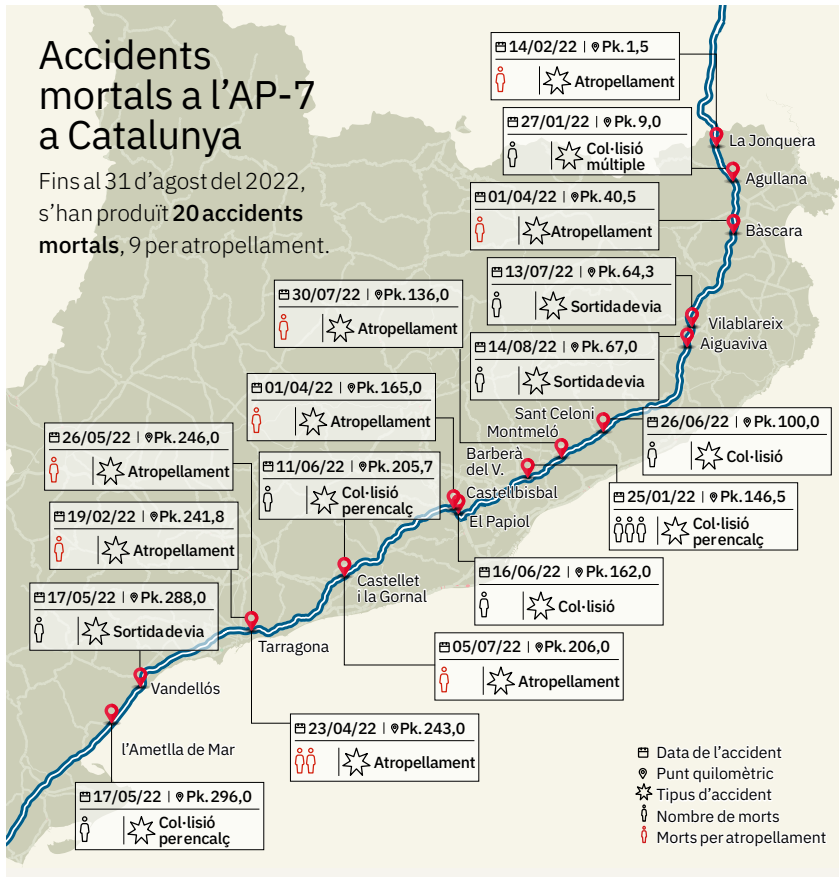 Accidents
mortals a l'AP-7
a Catalunya
Fins al 31 d'agost del 2022,
s'han produït 20 accidents
mortals, 9 per atropellament.
14/02/22 | Pk. 1,5
Atropellament
La Jonquera
27/01/22 | Pk. 9,0
Col·lisió
múltiple
Agullana
01/04/22 | Pk. 40,5
Atropellament
Bàscara
13/07/22 | Pk. 64,3
Sortida de via
Vilablareix
14/08/22 | Pk. 67,0
Sortida de via
Aiguaviva
30/07/22 | Pk. 136,0
Atropellament
Sant Celoni
Montmeló
26/06/22 | Pk. 100,0
Col·lisió
01/04/22 | Pk. 165,0
Atropellament
Barberà
del V.
25/01/22 | Pk. 146,5
Col·lisió
per encalç
26/05/22 | Pk. 246,0
Atropellament
11/06/22 | Pk. 205,7
Col·lisió
per encalç
Castellbisbal
El Papiol
19/02/22 | Pk. 241,8
Atropellament
16/06/22 | Pk. 162,0
Col·lisió
Castellet
i la Gornal
17/05/22 | Pk. 288,0
Sortida de via
Tarragona
05/07/22 | Pk. 206,0
Atropellament
Vandellós
23/04/22 | Pk. 243,0
Atropellament
l'Ametlla de Mar
17/05/22 | Pk. 296,0
Col·lisió
per encalç
Data de l'accident
Punt quilomètric
Tipus d'accident
Nombre de morts
Morts per atropellament